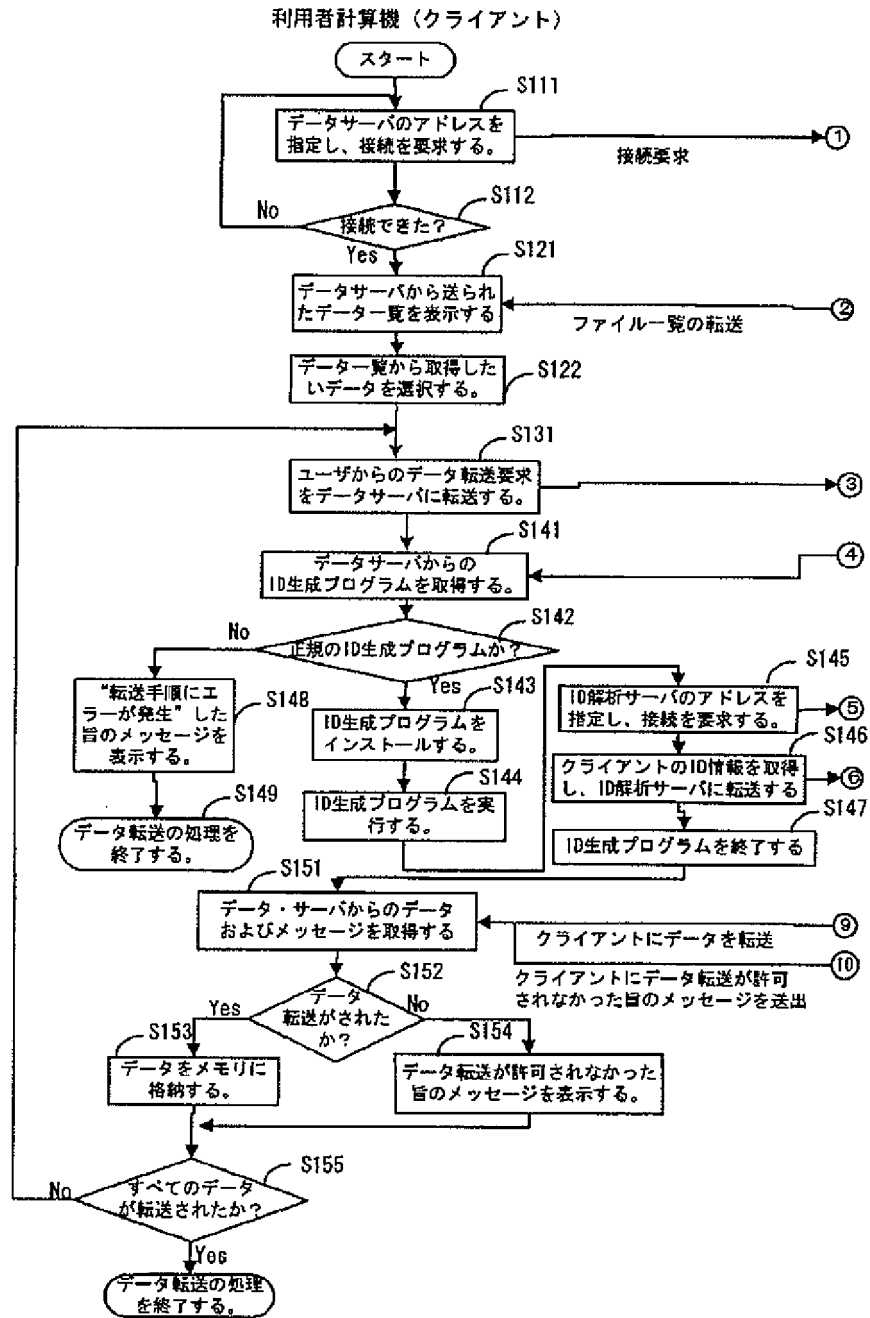 利用者計算機（クライアント）
スタート
S111
データサーバのアドレスを
指定し、接続を要求する。
①
接続要求
S112
No
接続できた？
Yes
S121
データサーバから送られ
たデータ一覧を表示する
②
ファイル一覧の転送
データ一覧から取得した
いデータを選択する。
S122
S131
ユーザからのデータ転送要求
をデータサーバに転送する。
③
S141
データサーバからの
ID生成プログラムを取得する。
④
S142
No
正規のID生成プログラムか？
Yes
“転送手順にエ
ラーが発生”した
旨のメッセージを
表示する。
S148
S149
データ転送の処理を
終了する。
S143
ID生成プログラムを
インストールする。
S144
ID生成プログラムを実
行する。
S145
ID解析サーバのアドレスを
指定し、接続を要求する。
⑤
S146
クライアントのID情報を取得
し、ID解析サーバに転送する
⑥
S147
ID生成プログラムを終了する
S151
データ・サーバからのデータ
およびメッセージを取得する
⑨
クライアントにデータを転送
⑩
クライアントにデータ転送が許可
されなかった旨のメッセージを送出
S152
データ
転送がされた
か？
Yes
No
S153
データをメモリに
格納する。
S154
データ転送が許可されなかった
旨のメッセージを表示する。
S155
No
すべてのデータ
が転送されたか？
Yes
データ転送の処理
を終了する。